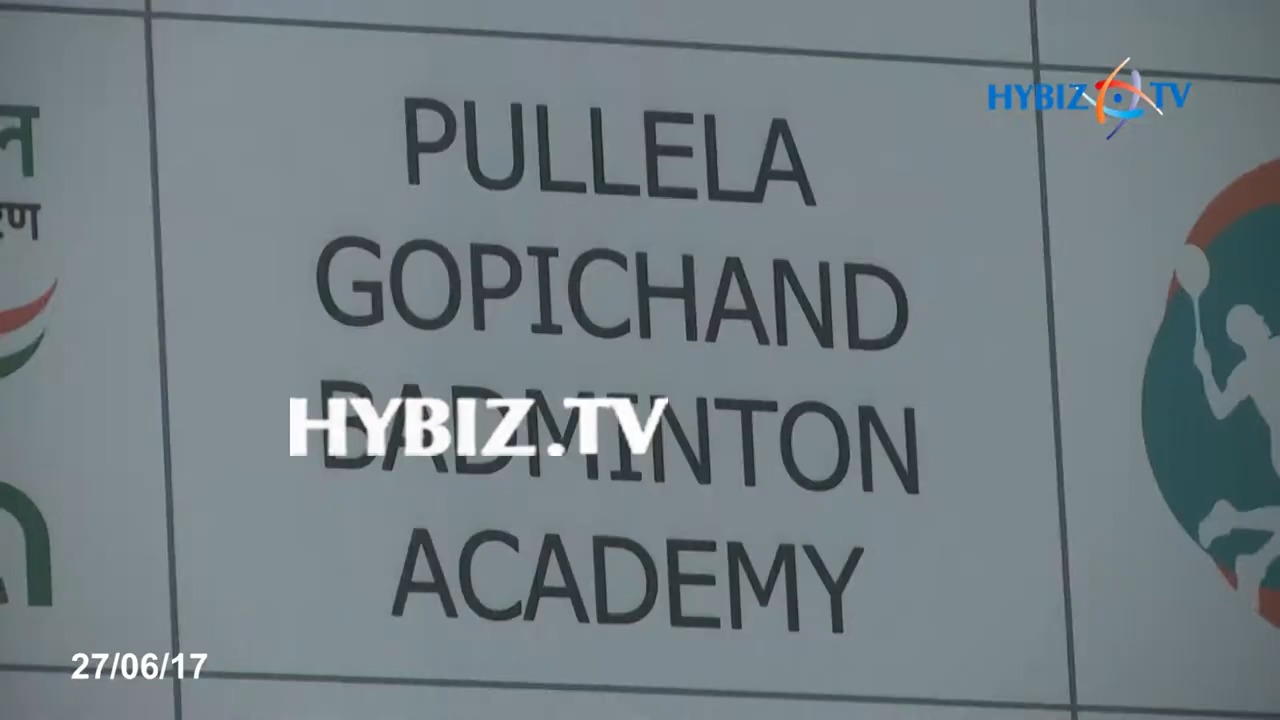 HYBIZ TV
PULLELA
GOPICHAND
BADMINTON
ACADEMY
HYBIZ.TV
27/06/17